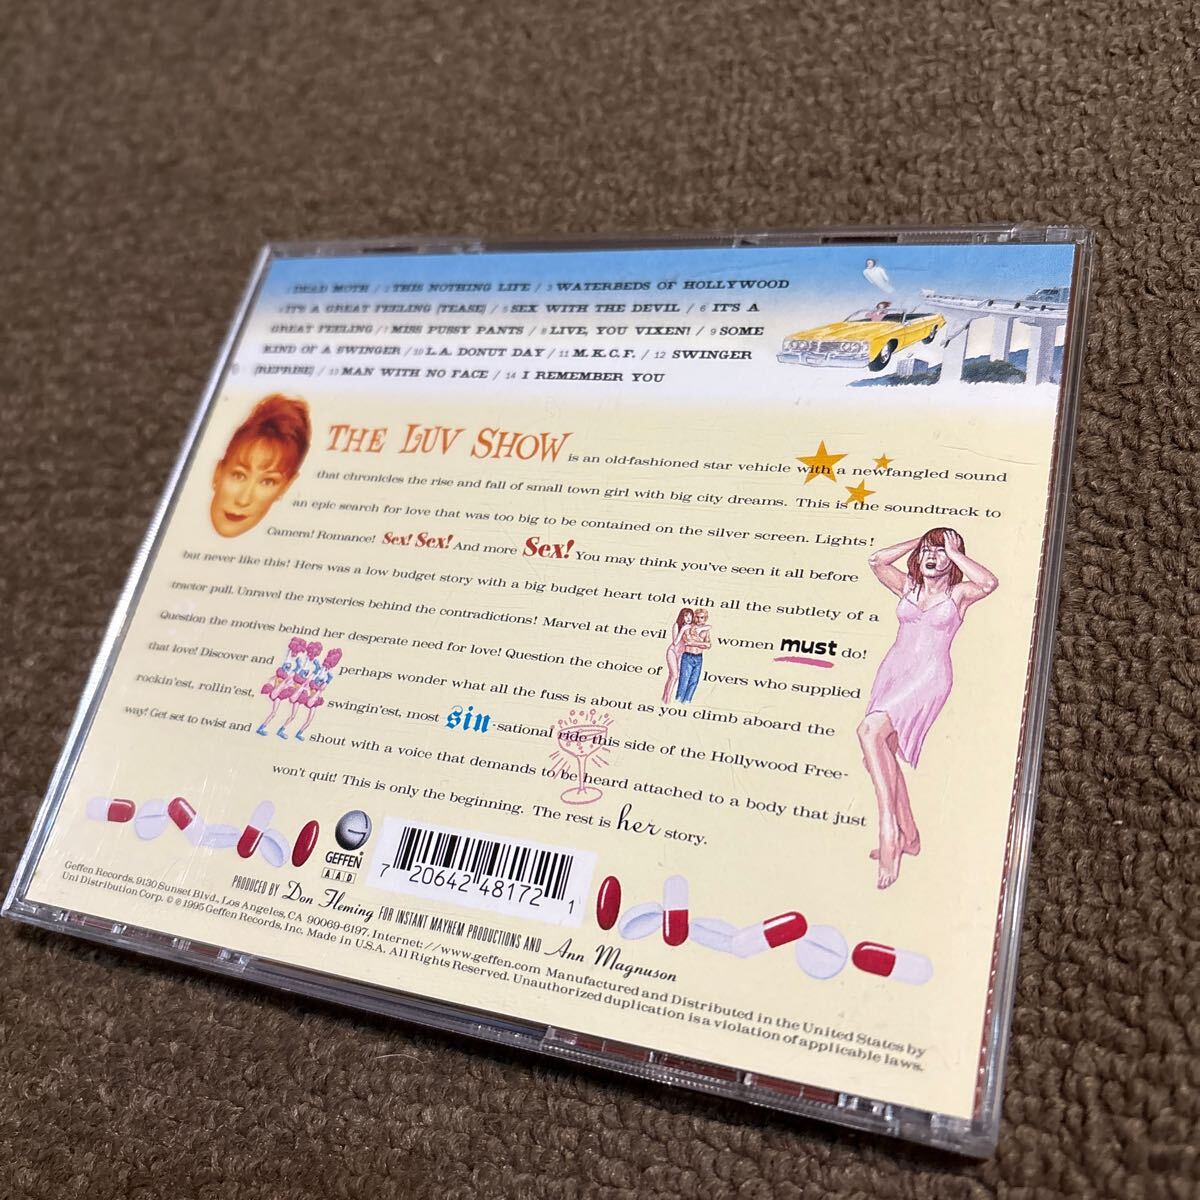 1 DEAD MOTH / 2 THIS NOTHING LIFE / 3 WATERBEDS OF HOLLYWOOD
4 IT'S A GREAT FEELING (TEASE) / 5 SEX WITH THE DEVIL / 6 IT'S A
GREAT FEELING / 7 MISS PUSSY PANTS / 8 LIVE, YOU VIXEN! / 9 SOME
KIND OF A SWINGER / 10 L.A. DONUT DAY / 11 M.K.C.F. / 12 SWINGER
(REPRISE) / 13 MAN WITH NO FACE / 14 I REMEMBER YOU
THE LUV SHOW is an old-fashioned star vehicle with a newfangled sound
that chronicles the rise and fall of small town girl with big city dreams. This is the soundtrack to
an epic search for love that was too big to be contained on the silver screen. Lights!
Camera! Romance! Sex! Sex! And more Sex! You may think you've seen it all before
but never like this! Hers was a low budget story with a big budget heart told with all the subtlety of a
tractor pull. Unravel the mysteries behind the contradictions! Marvel at the evil women must do!
Question the motives behind her desperate need for love! Question the choice of lovers who supplied
that love! Discover and perhaps wonder what all the fuss is about as you climb aboard the
rockin'est, rollin'est, swingin'est, most sin-sational ride this side of the Hollywood Free-
way! Get set to twist and shout with a voice that demands to be heard attached to a body that just
won't quit! This is only the beginning. The rest is her story.
GEFFEN
AAD
7 20642 48172 1
PRODUCED BY Don Fleming FOR INSTANT MAYHEM PRODUCTIONS AND Ann Magnuson
Geffen Records, 9130 Sunset Blvd., Los Angeles, CA 90069-6197. Internet://www.geffen.com Manufactured and Distributed in the United States by
Uni Distribution Corp. © ℗ 1995 Geffen Records, Inc. Made in U.S.A. All Rights Reserved. Unauthorized duplication is a violation of applicable laws.